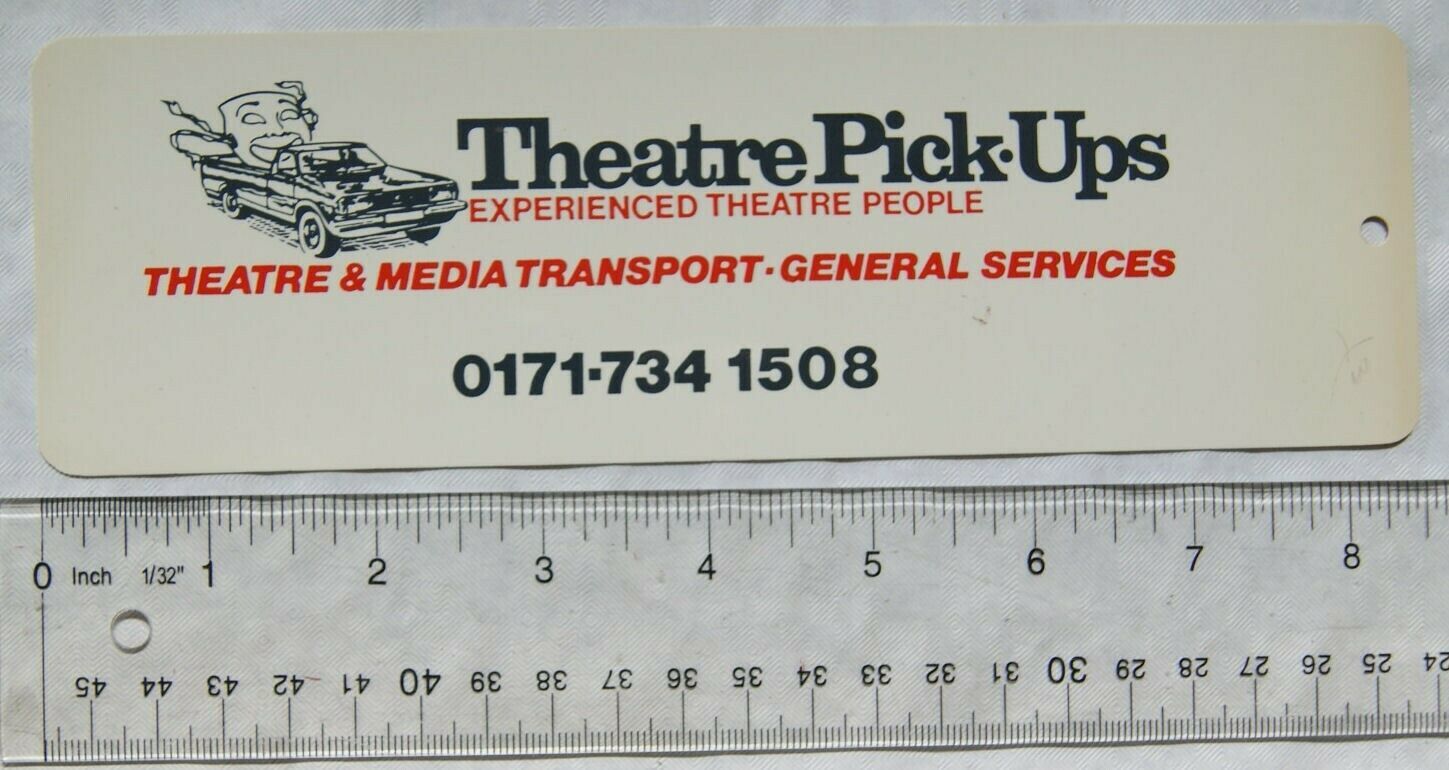 Theatre Pick·Ups
EXPERIENCED THEATRE PEOPLE
THEATRE & MEDIA TRANSPORT·GENERAL SERVICES
0171·734 1508
0 Inch 1/32" 1 2 3 4 5 6 7 8
45 44 43 42 41 40 39 38 37 36 35 34 33 32 31 30 29 28 27 26 25 24